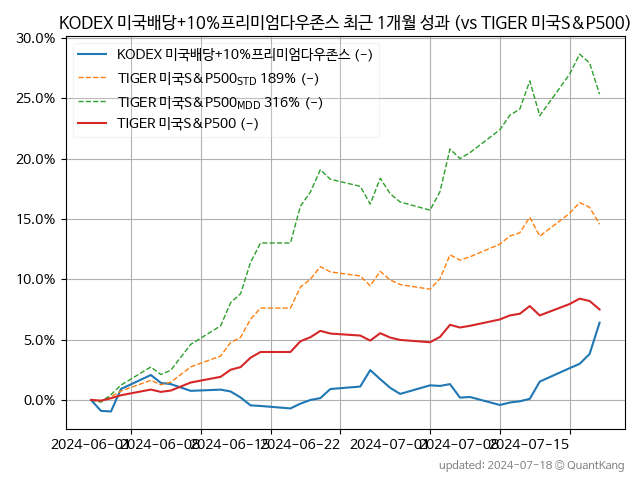 KODEX 미국배당+10%프리미엄다우존스 최근 1개월 성과 (vs TIGER 미국S&P500)
30.0%
25.0%
20.0%
15.0%
10.0%
5.0%
0.0%
KODEX 미국배당+10%프리미엄다우존스 (-)
TIGER 미국S&P500STD 189% (-)
TIGER 미국S&P500MDD 316% (-)
TIGER 미국S&P500 (-)
2024-06-01 2024-06-08 2024-06-15 2024-06-22 2024-07-01 2024-07-08 2024-07-15
updated: 2024-07-18 © QuantKang